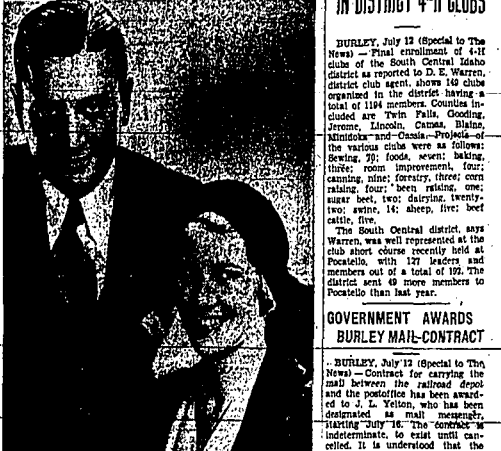 IN DISTRICT 4-H CLUBS
BURLEY, July 12 (Special to The
News) — Final enrollment of 4-H
clubs of the South Central Idaho
district as reported to D. E. Warren,
district club agent, shows 149 clubs
organized in the district having a
total of 1194 members. Counties in-
cluded are Twin Falls, Gooding,
Jerome, Lincoln, Camas, Blaine,
Minidoka and Cassia. Projects of
the various clubs were as follows:
Sewing, 70; foods, seven; baking,
three; room improvement, four;
canning, nine; forestry, three; corn
raising, four; been raising, one;
sugar beet, two; dairying, twenty-
two; swine, 14; sheep, five; beef
cattle, five.
The South Central district, says
Warren, was well represented at the
club short course recently held at
Pocatello, with 127 leaders and
members out of a total of 192. The
district sent 49 more members to
Pocatello than last year.
GOVERNMENT AWARDS
BURLEY MAIL CONTRACT
BURLEY, July 12 (Special to The
News) — Contract for carrying the
mail between the railroad depot
and the postoffice has been award-
ed to J. L. Yelton, who has been
designated as mail messenger,
starting July 16. The contract is
indeterminate, to exist until can-
celled. It is understood that the